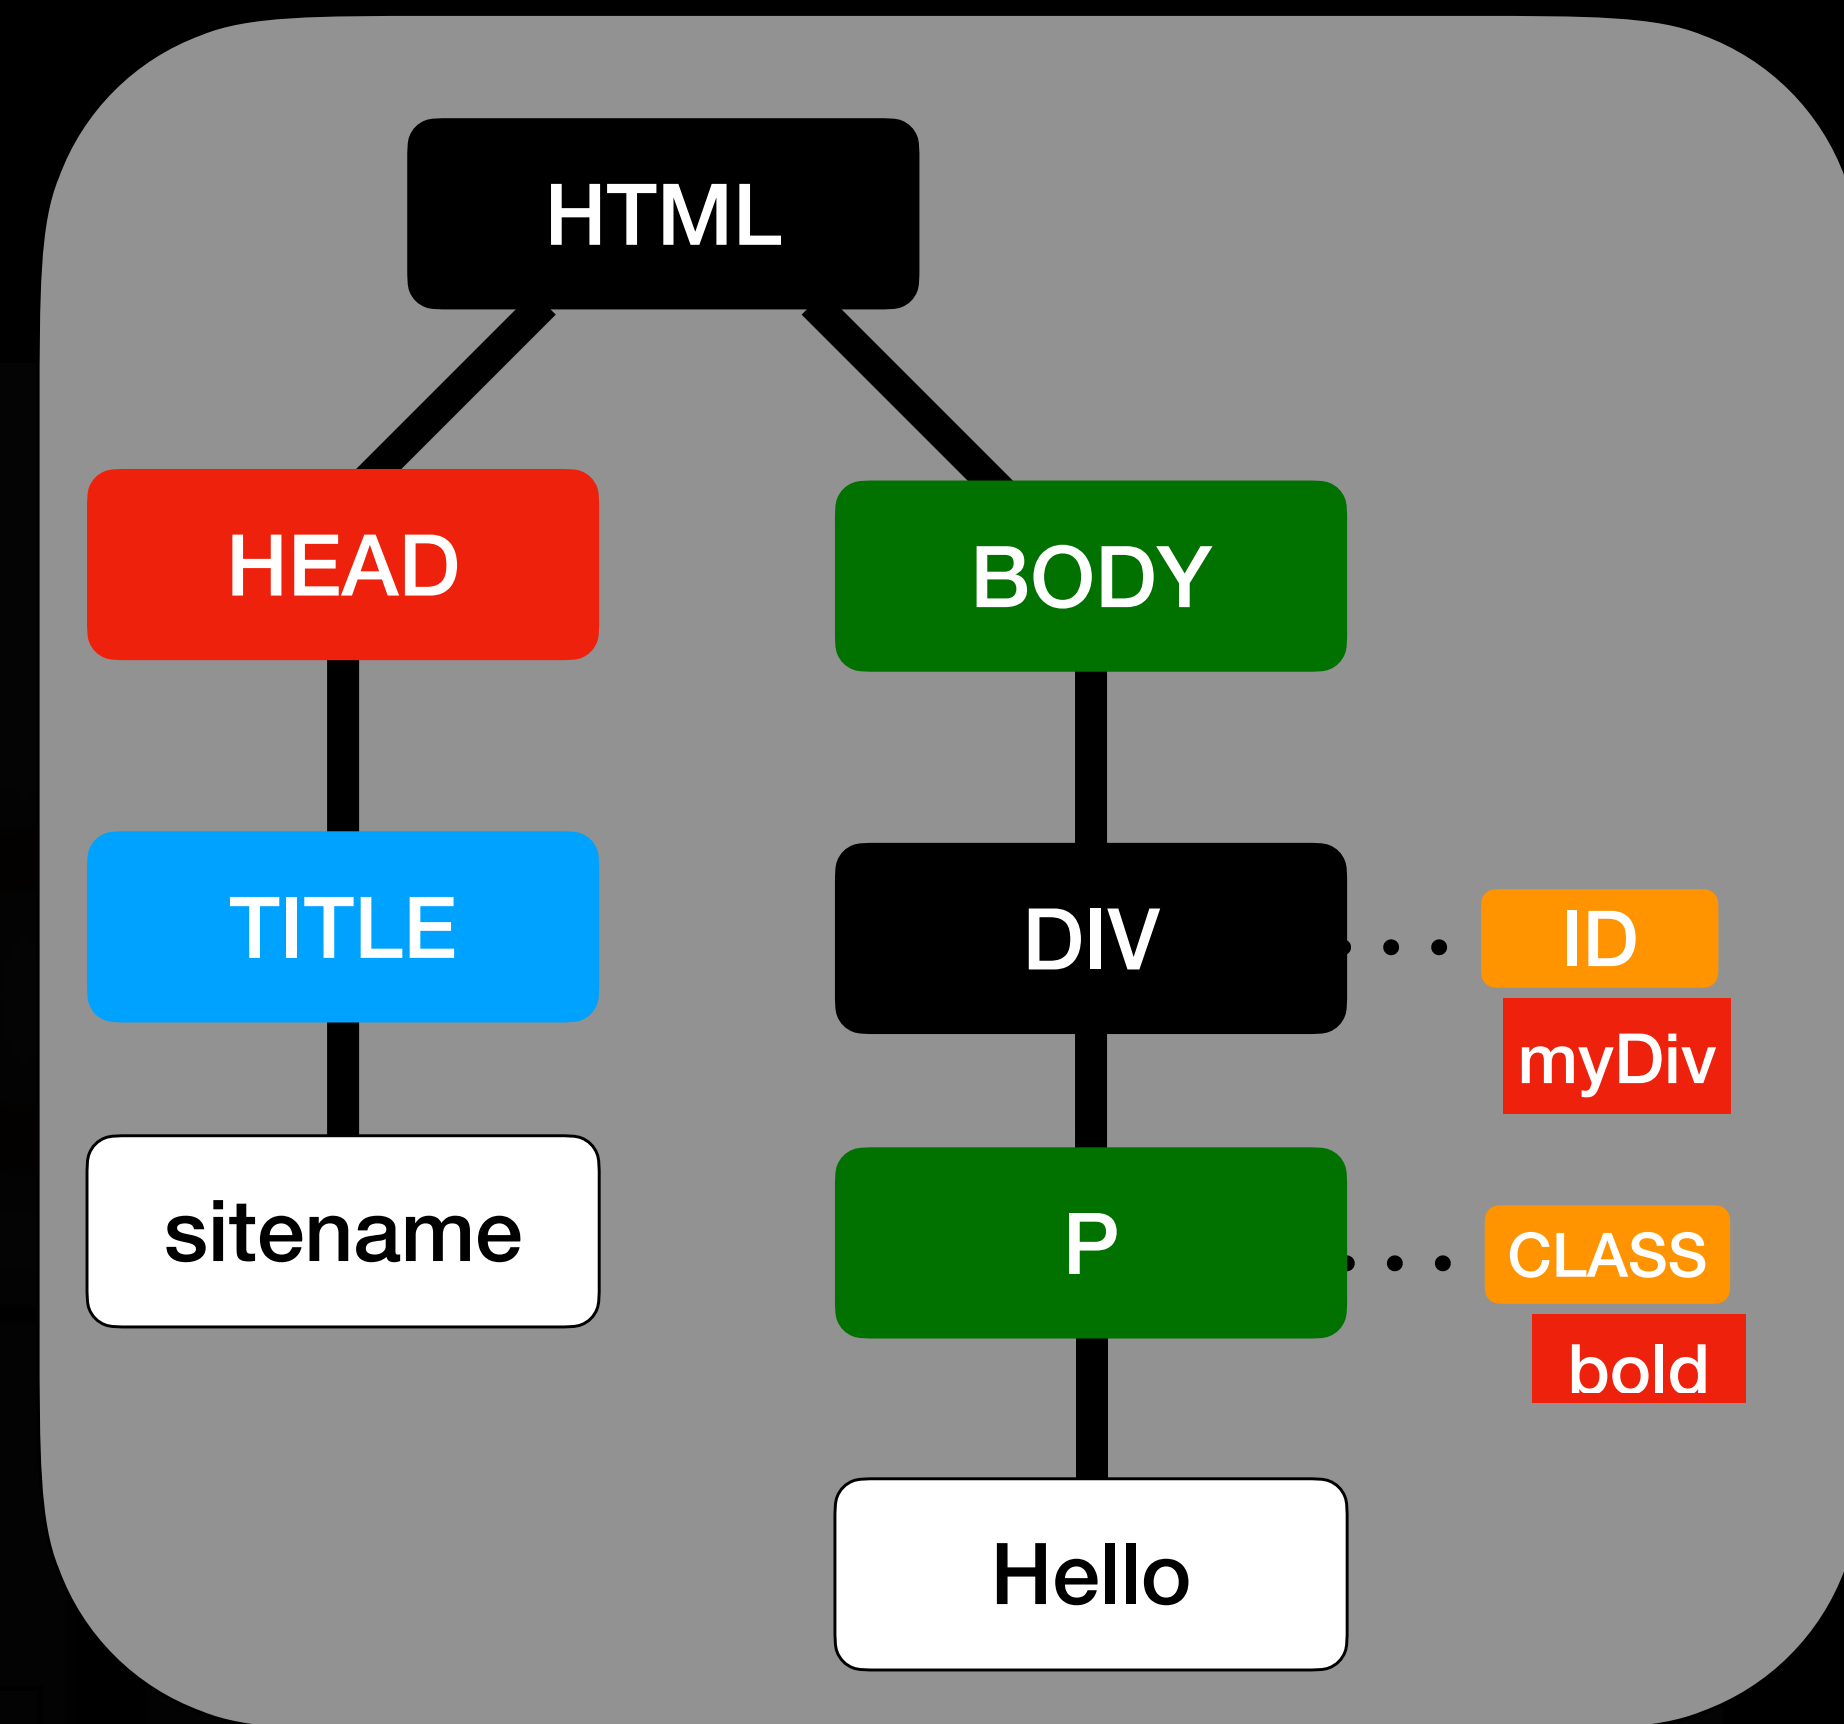 HTML
HEAD
BODY
TITLE
DIV
ID
myDiv
sitename
P
CLASS
bold
Hello